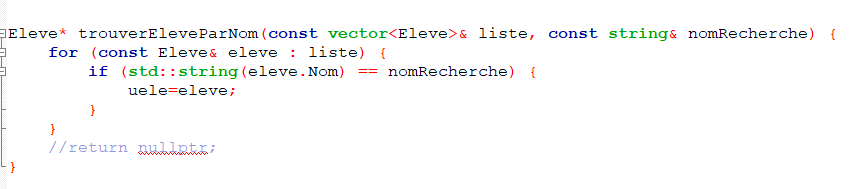 Eleve* trouverEleveParNom(const vector<Eleve>& liste, const string& nomRecherche) {
    for (const Eleve& eleve : liste) {
        if (std::string(eleve.Nom) == nomRecherche) {
            uele=eleve;
        }
    }
    //return nullptr;
}